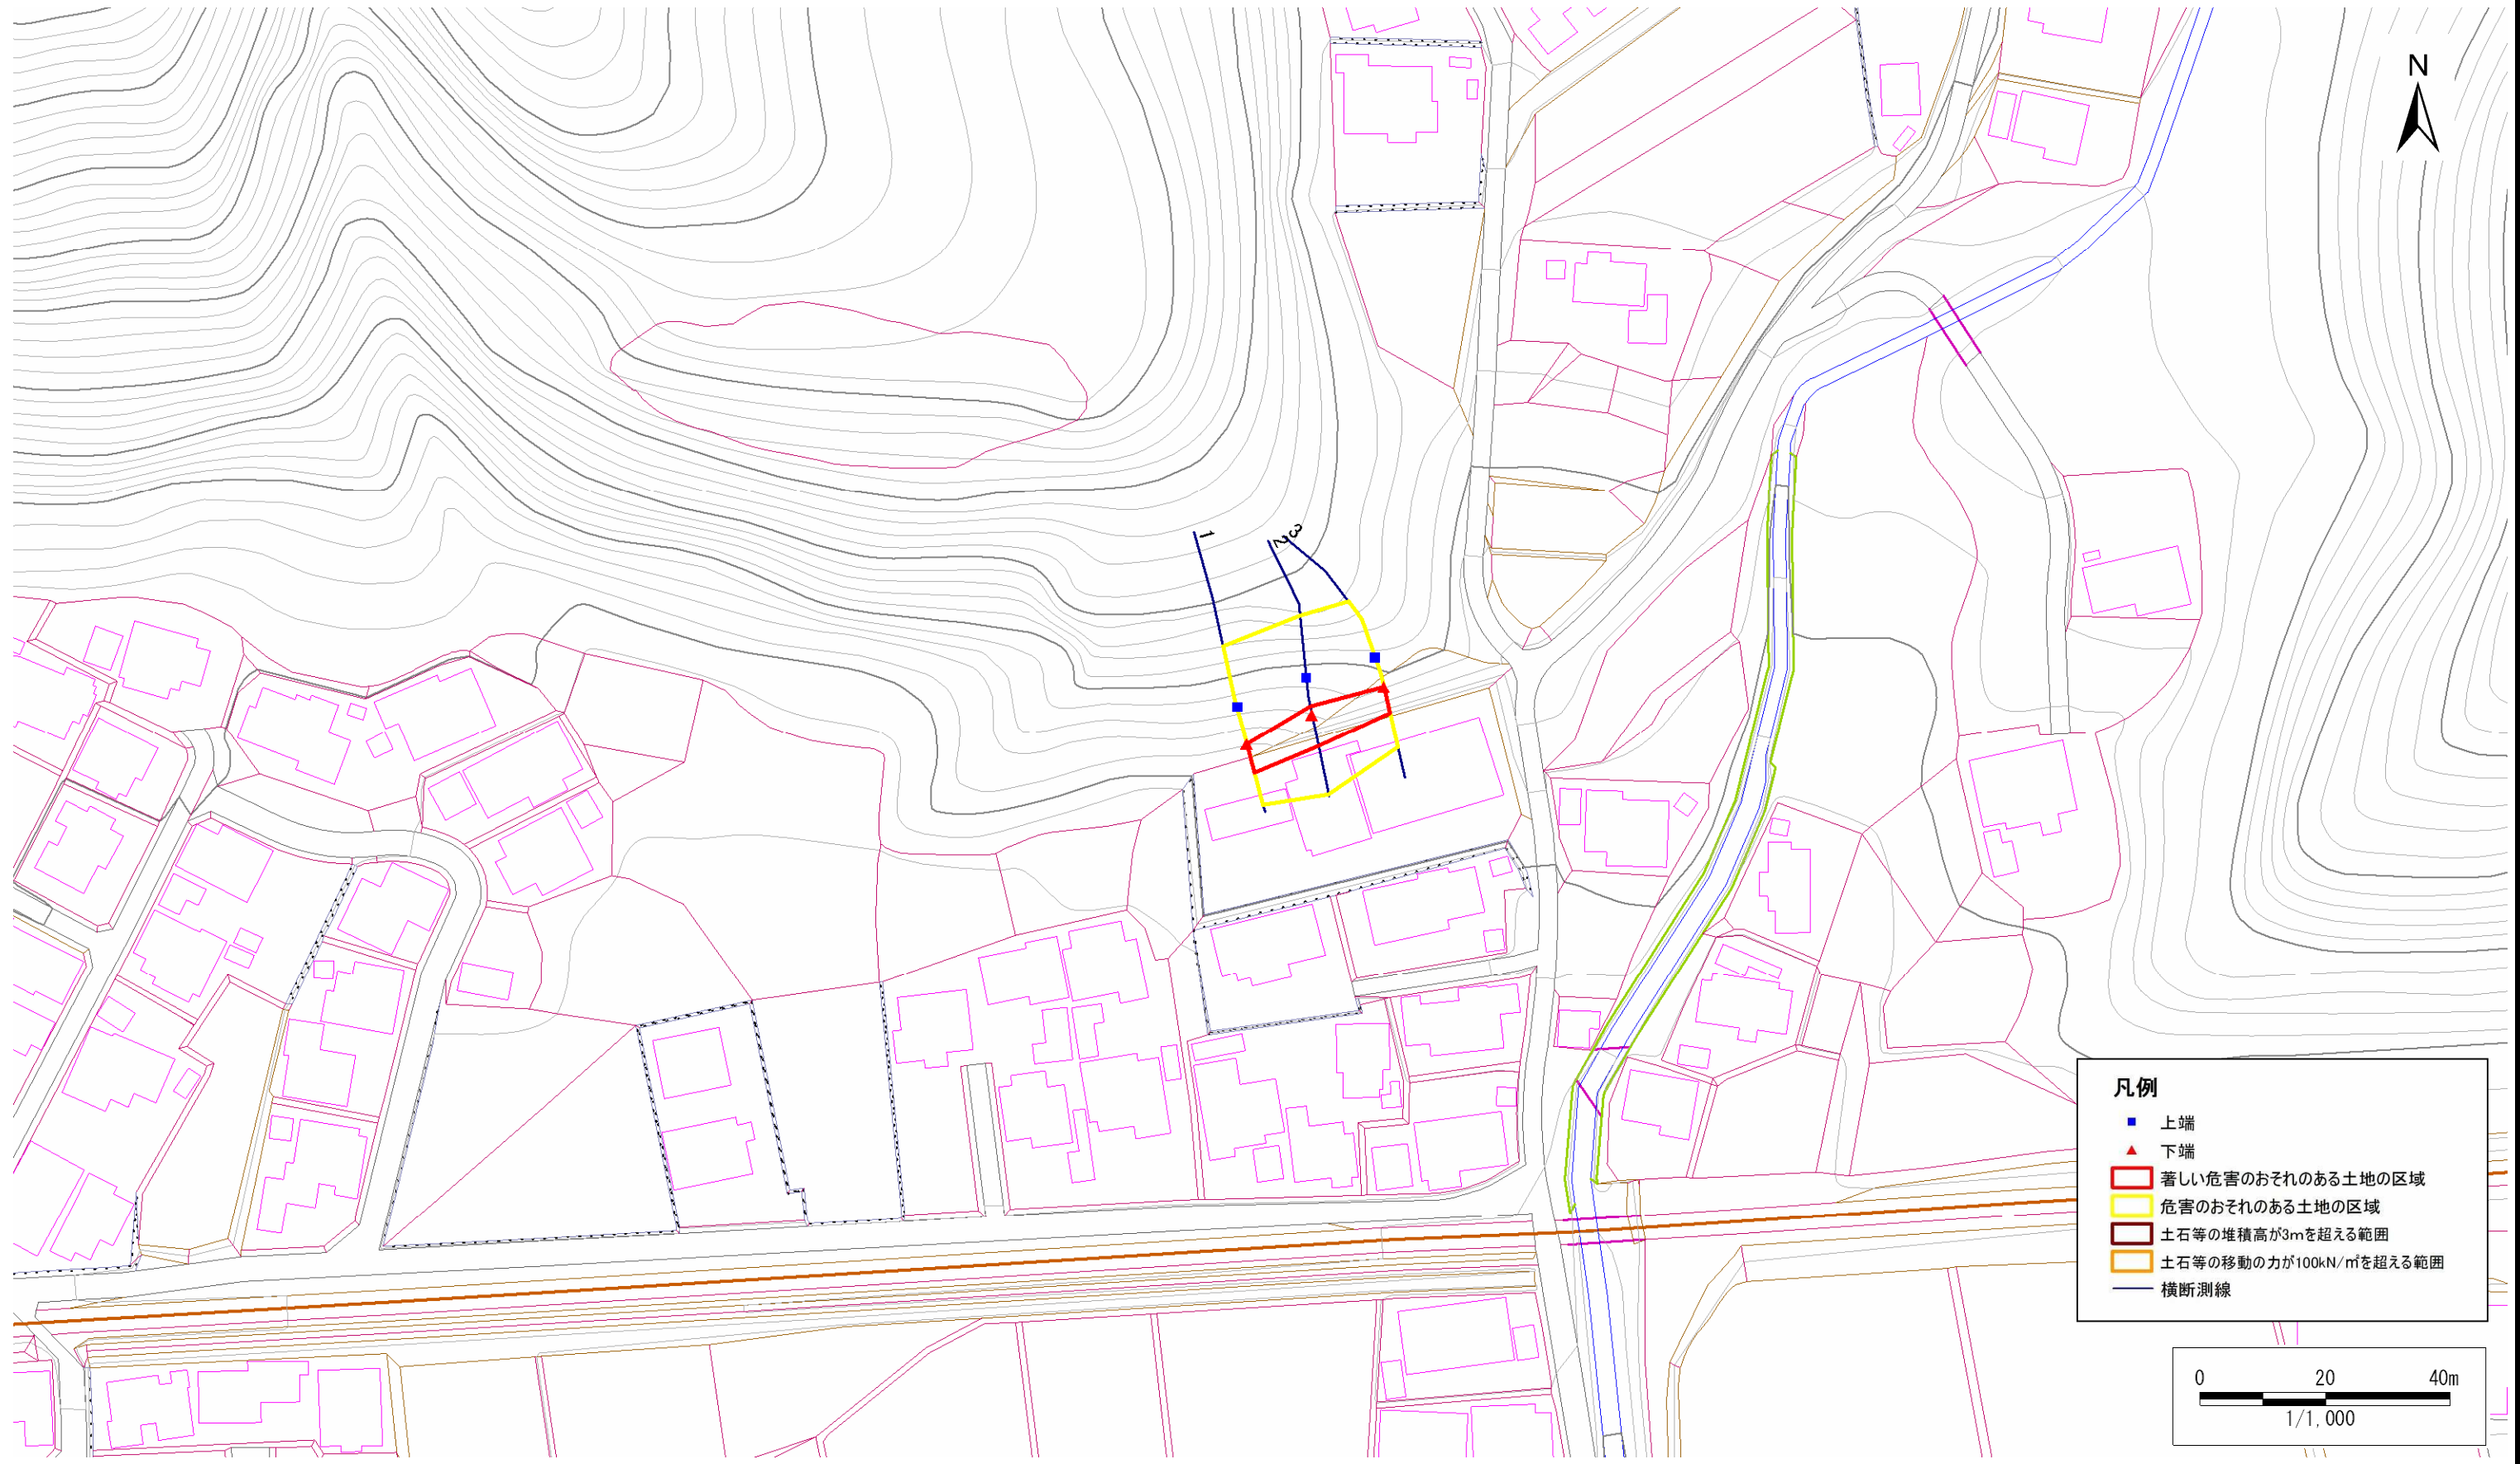 N
1
2
3
凡例
上端
下端
著しい危害のおそれのある土地の区域
危害のおそれのある土地の区域
土石等の堆積高が3mを超える範囲
土石等の移動の力が100kN/㎡を超える範囲
横断測線
0 20 40m
1/1,000